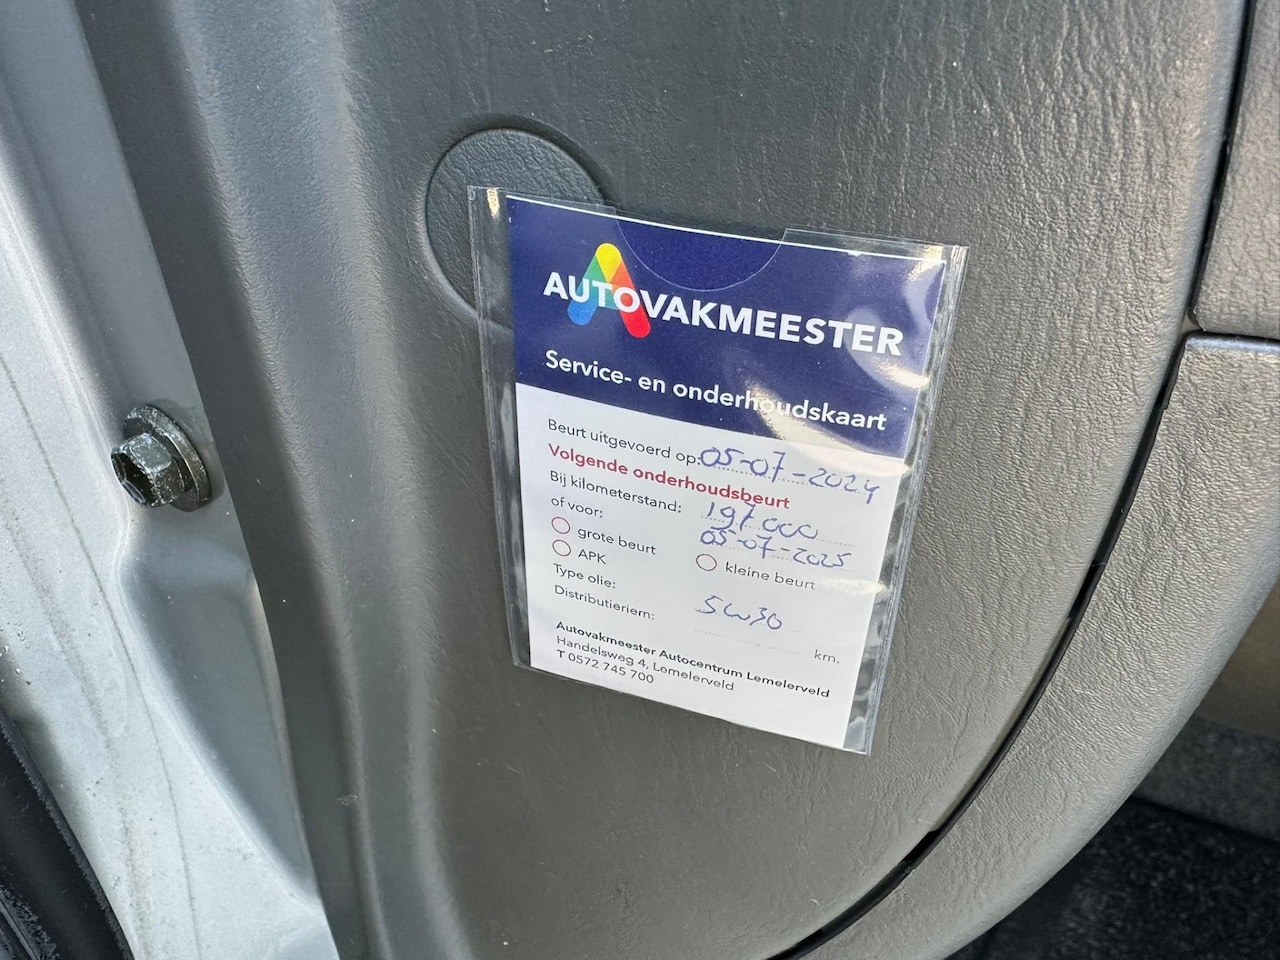 AUTOVAKMEESTER
Service- en onderhoudskaart
Beurt uitgevoerd op: 05-07-2024
Volgende onderhoudsbeurt
Bij kilometerstand: 197.000
of voor: 05-07-2025
grote beurt
APK
kleine beurt
Type olie: 5w30
Distributieriem: km.
Autovakmeester Autocentrum Lemelerveld
Handelsweg 4, Lemelerveld
T 0572 745 700